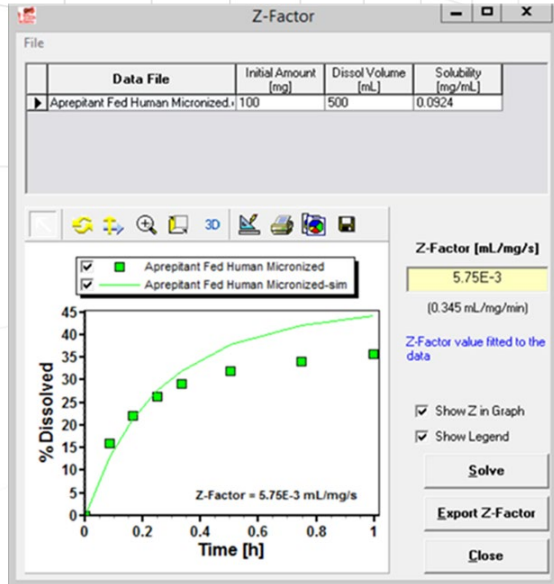 Z-Factor
File
Data File Initial Amount [mg] Dissol Volume [mL] Solubility [mg/mL]
Aprepitant Fed Human Micronized. 100 500 0.0924
3D
Z-Factor [mL/mg/s]
Aprepitant Fed Human Micronized
Aprepitant Fed Human Micronized-sim
5.75E-3
(0.345 mL/mg/min)
Z-Factor value fitted to the
data
45
40
35
30
25
20
15
10
5
0
% Dissolved
Z-Factor = 5.75E-3 mL/mg/s
0 0.2 0.4 0.6 0.8 1
Time [h]
Show Z in Graph
Show Legend
Solve
Export Z-Factor
Close